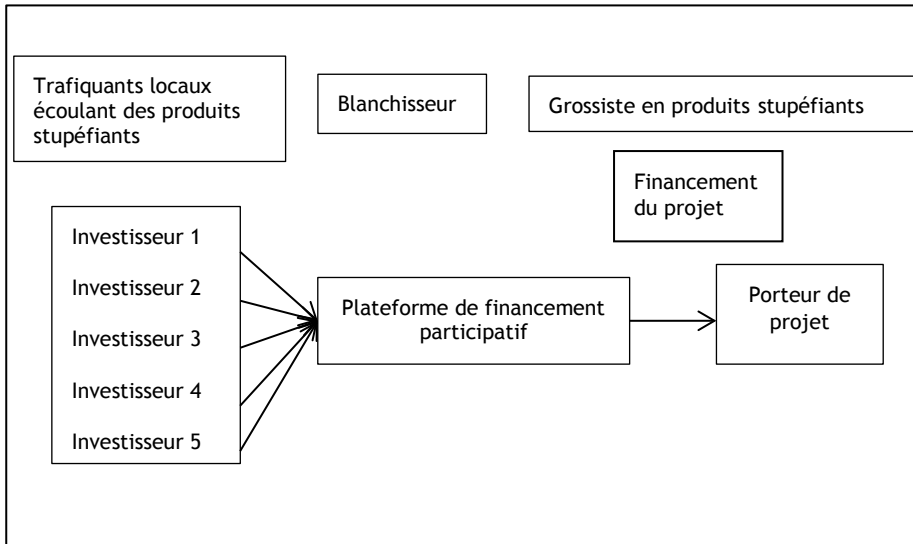 Trafiquants locaux
écoulant des produits
stupéfiants
Blanchisseur
Grossiste en produits stupéfiants
Financement
du projet
Investisseur 1
Investisseur 2
Investisseur 3
Investisseur 4
Investisseur 5
Plateforme de financement
participatif
Porteur de
projet